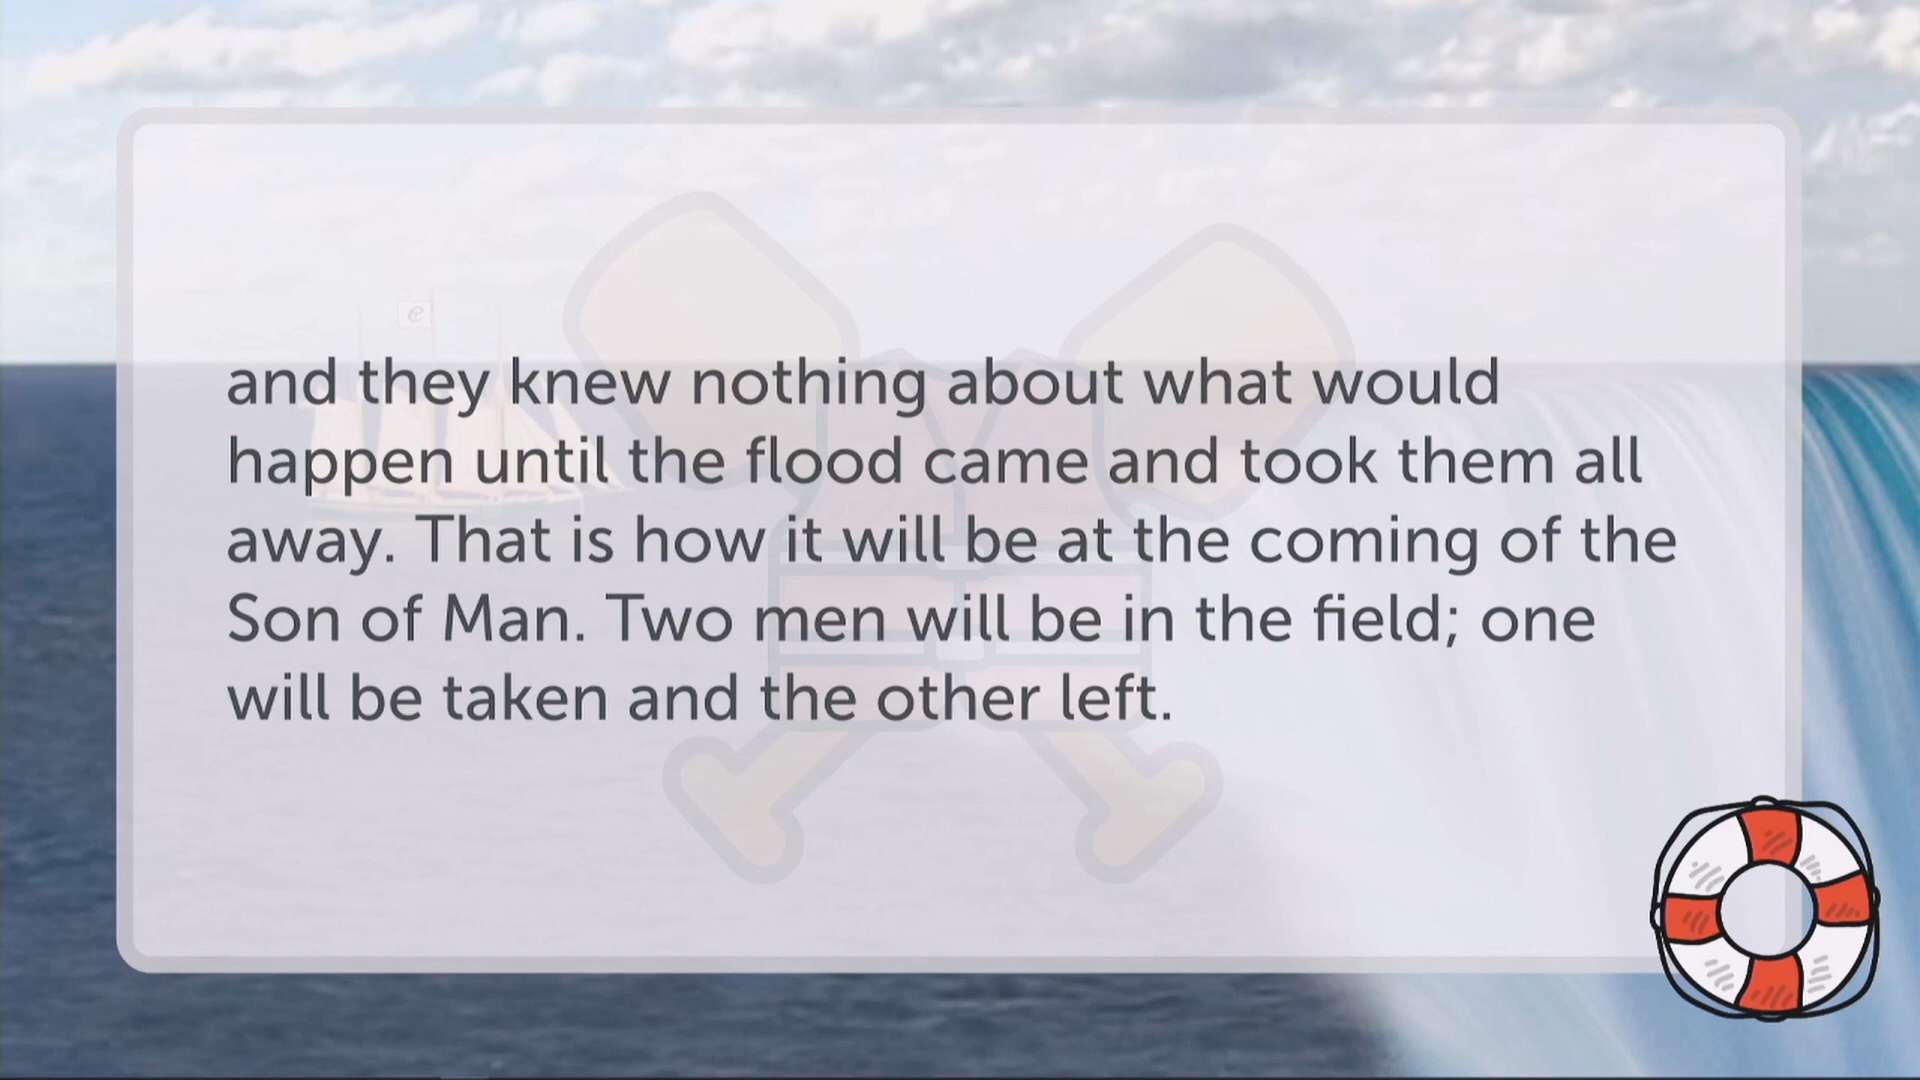 and they knew nothing about what would
happen until the flood came and took them all
away. That is how it will be at the coming of the
Son of Man. Two men will be in the field; one
will be taken and the other left.